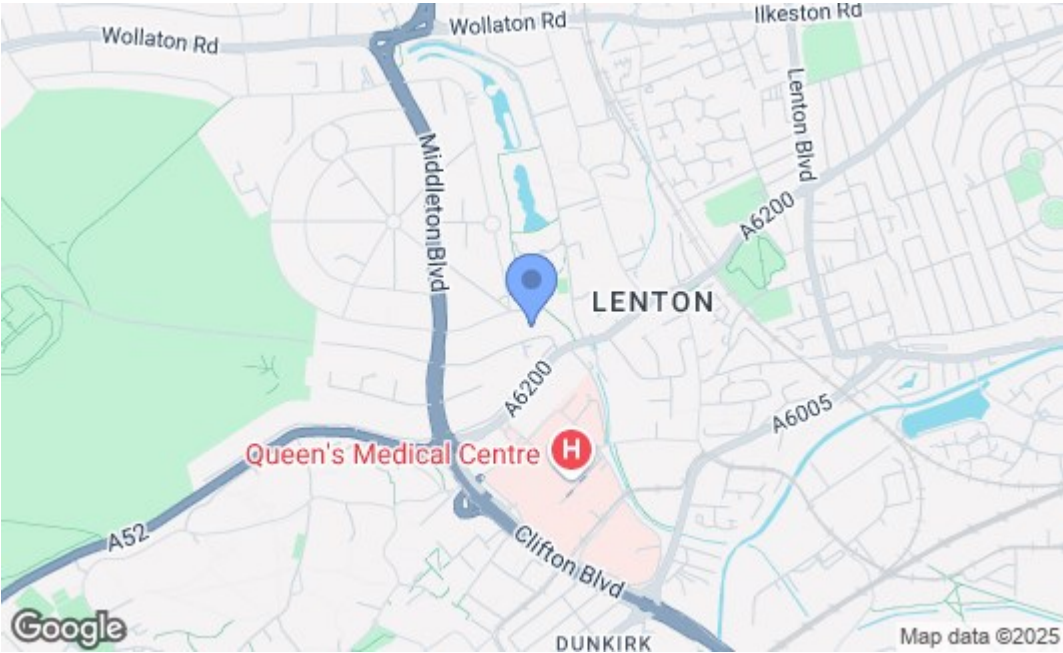 Wollaton Rd
Wollaton Rd
Ilkeston Rd
Lenton Blvd
Middleton Blvd
A6200
LENTON
A6200
A6005
Queen's Medical Centre
H
A52
Clifton Blvd
DUNKIRK
Google
Map data ©2025